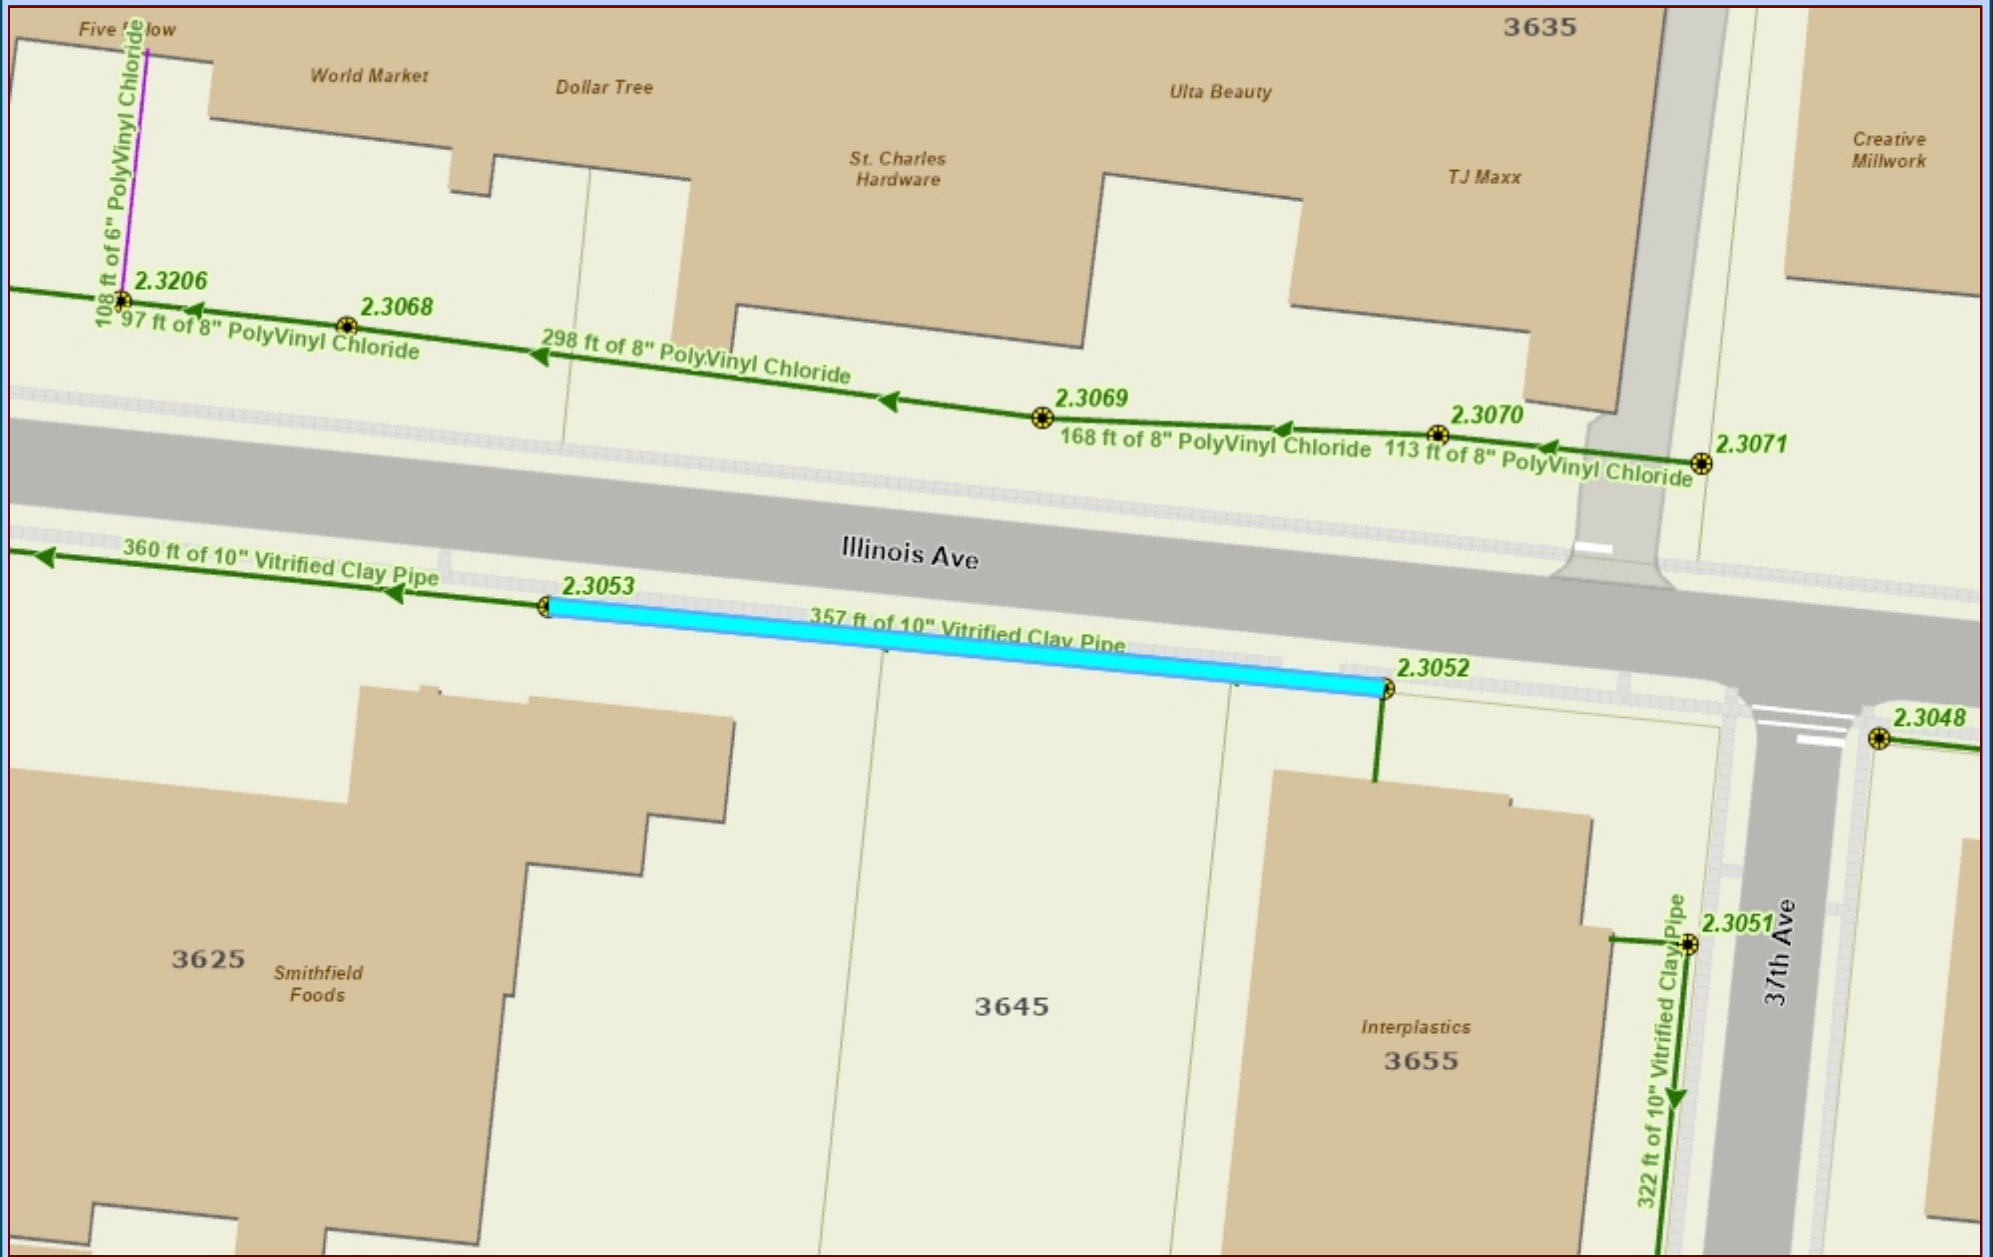 3635
Five Below
World Market
Dollar Tree
Ulta Beauty
Creative
Millwork
St. Charles
Hardware
TJ Maxx
108 ft of 6" PolyVinyl Chloride
2.3206
2.3068
97 ft of 8" PolyVinyl Chloride
298 ft of 8" PolyVinyl Chloride
2.3069
2.3070
2.3071
168 ft of 8" PolyVinyl Chloride
113 ft of 8" PolyVinyl Chloride
Illinois Ave
360 ft of 10" Vitrified Clay Pipe
2.3053
357 ft of 10" Vitrified Clay Pipe
2.3052
2.3048
2.3051
37th Ave
3625
Smithfield
Foods
3645
Interplastics
3655
322 ft of 10" Vitrified Clay Pipe